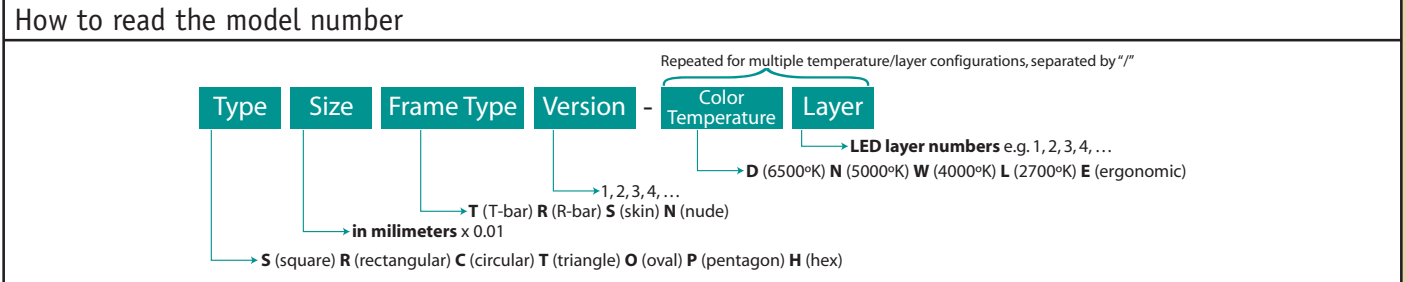 How to read the model number
Repeated for multiple temperature/layer configurations, separated by "/"
Type Size Frame Type Version - Color Temperature Layer
LED layer numbers e.g. 1, 2, 3, 4, …
D (6500ºK) N (5000ºK) W (4000ºK) L (2700ºK) E (ergonomic)
1, 2, 3, 4, …
T (T-bar) R (R-bar) S (skin) N (nude)
in milimeters x 0.01
S (square) R (rectangular) C (circular) T (triangle) O (oval) P (pentagon) H (hex)